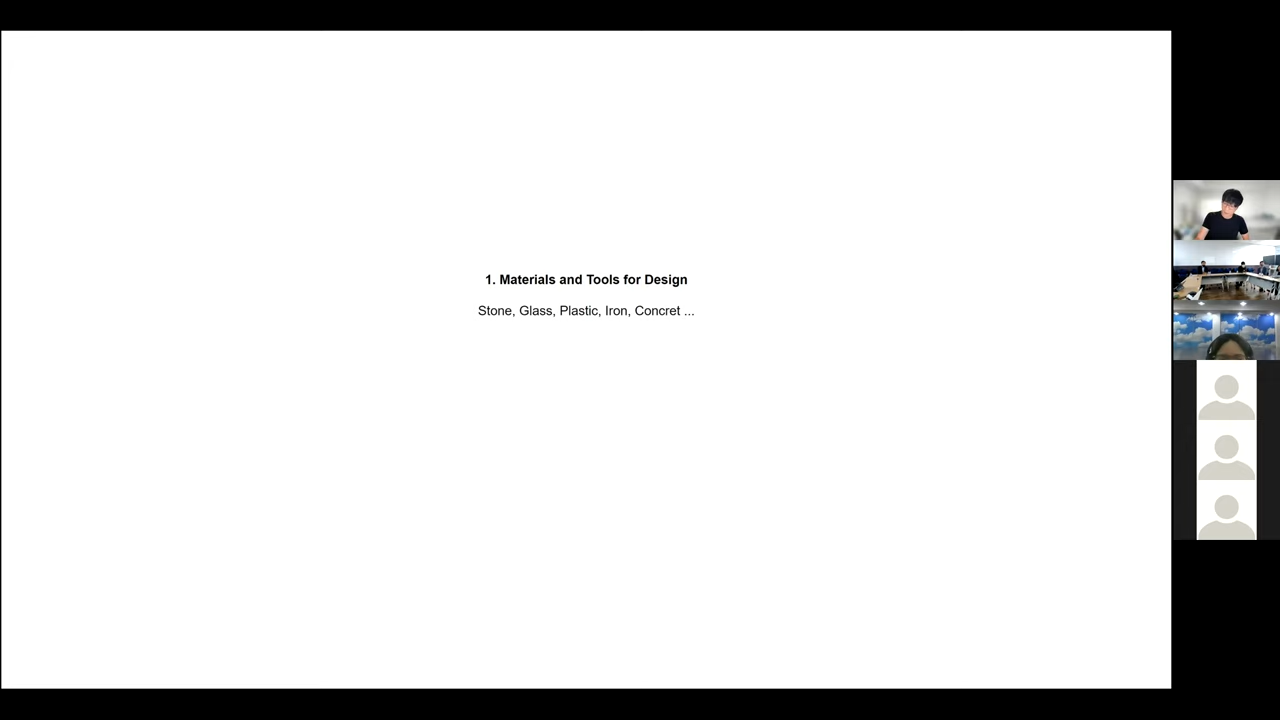 1. Materials and Tools for Design
Stone, Glass, Plastic, Iron, Concret ...